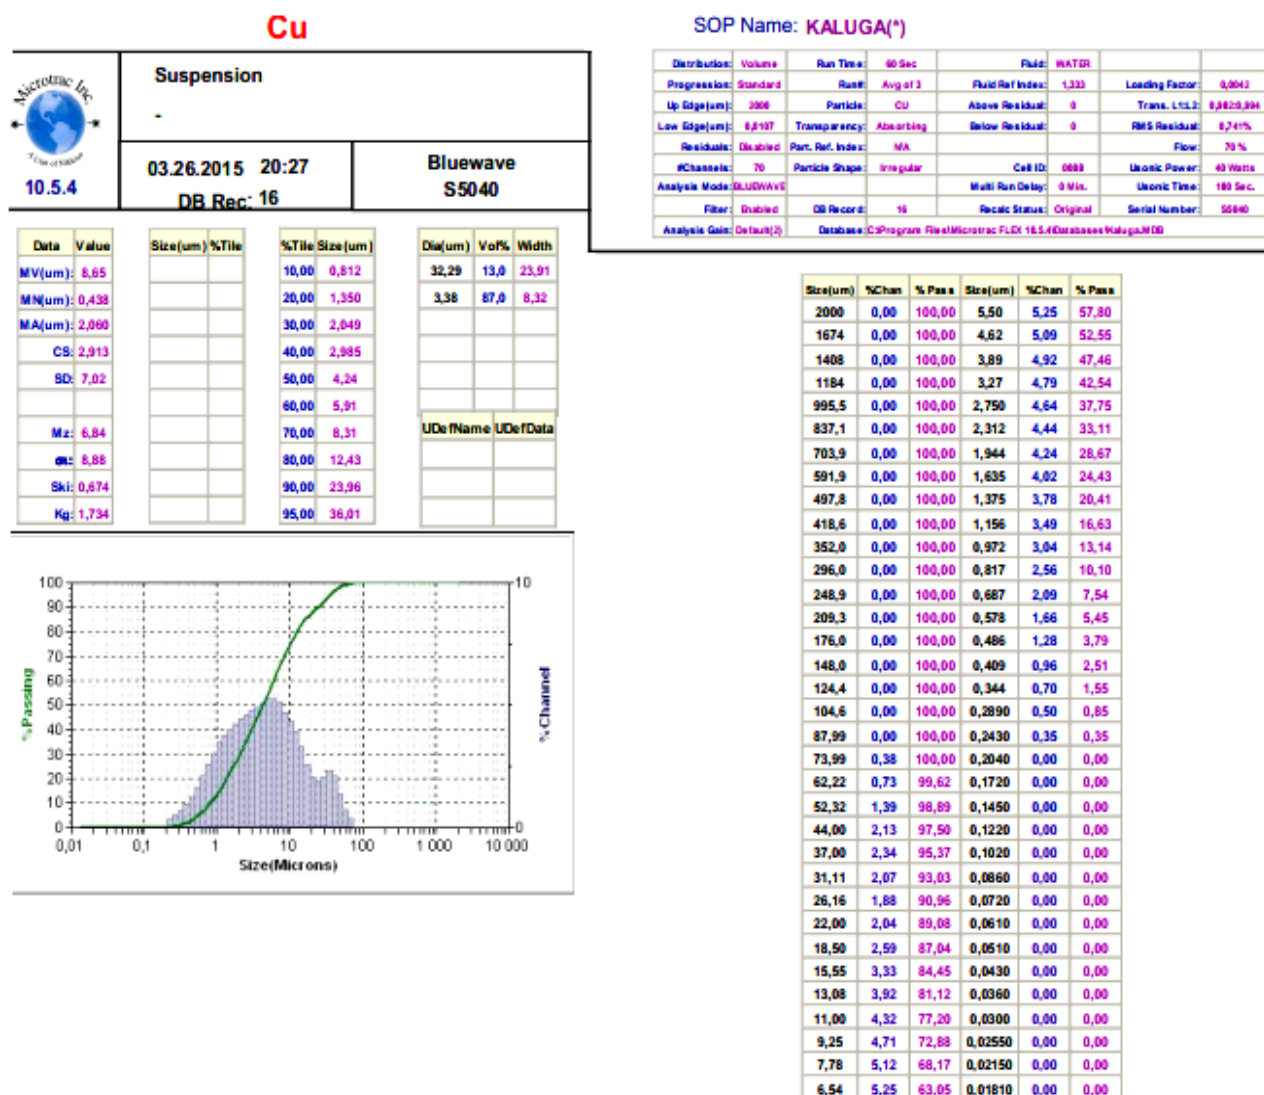 Cu
SOP Name: KALUGA(*)
Microtrac Inc.
10.5.4
Suspension
-
03.26.2015 20:27
DB Rec: 16
Bluewave
S5040
Distribution: Volume Run Time: 60 Sec Fluid: WATER
Progression: Standard Run#: Avg of 3 Fluid Ref Index: 1,333 Loading Factor: 0,0042
Up Edge(um): 2000 Particle: CU Above Residual: 0 Trans. L1:L2:
Low Edge(um): 0,0107 Transparency: Absorbing Below Residual: 0 RMS Residual: 0,741%
Residuals: Disabled Part. Ref. Index: N/A Flow: 70 %
#Channels: 70 Particle Shape: Irregular Cell ID: Usonic Power: 40 Watts
Analysis Mode: BLUEWAVE Multi Run Delay: 0 Min. Usonic Time: 180 Sec.
Filter: Enabled DB Record: 16 Recalc Status: Original Serial Number:
Analysis Gain: Default(2) Database:
Data Value
MV(um): 8,65
MN(um): 0,438
MA(um): 2,060
CS: 2,913
SD: 7,02
Mz: 6,84
σı: 8,88
Ski: 0,674
Kg: 1,734
Size(um) %Tile
%Tile Size(um)
10,00 0,812
20,00 1,350
30,00 2,049
40,00 2,985
50,00 4,24
60,00 5,91
70,00 8,31
80,00 12,43
90,00 23,96
95,00 36,01
Dia(um) Vol% Width
32,29 13,0 23,91
3,38 87,0 8,32
UDefName UDefData
Size(um) %Chan % Pass Size(um) %Chan % Pass
2000 0,00 100,00 5,50 5,25 57,80
1674 0,00 100,00 4,62 5,09 52,55
1408 0,00 100,00 3,89 4,92 47,46
1184 0,00 100,00 3,27 4,79 42,54
995,5 0,00 100,00 2,750 4,64 37,75
837,1 0,00 100,00 2,312 4,44 33,11
703,9 0,00 100,00 1,944 4,24 28,67
591,9 0,00 100,00 1,635 4,02 24,43
497,8 0,00 100,00 1,375 3,78 20,41
418,6 0,00 100,00 1,156 3,49 16,63
352,0 0,00 100,00 0,972 3,04 13,14
296,0 0,00 100,00 0,817 2,56 10,10
248,9 0,00 100,00 0,687 2,09 7,54
209,3 0,00 100,00 0,578 1,66 5,45
176,0 0,00 100,00 0,486 1,28 3,79
148,0 0,00 100,00 0,409 0,96 2,51
124,4 0,00 100,00 0,344 0,70 1,55
104,6 0,00 100,00 0,2890 0,50 0,85
87,99 0,00 100,00 0,2430 0,35 0,35
73,99 0,38 100,00 0,2040 0,00 0,00
62,22 0,73 99,62 0,1720 0,00 0,00
52,32 1,39 98,89 0,1450 0,00 0,00
44,00 2,13 97,50 0,1220 0,00 0,00
37,00 2,34 95,37 0,1020 0,00 0,00
31,11 2,07 93,03 0,0860 0,00 0,00
26,16 1,88 90,96 0,0720 0,00 0,00
22,00 2,04 89,08 0,0610 0,00 0,00
18,50 2,59 87,04 0,0510 0,00 0,00
15,55 3,33 84,45 0,0430 0,00 0,00
13,08 3,92 81,12 0,0360 0,00 0,00
11,00 4,32 77,20 0,0300 0,00 0,00
9,25 4,71 72,88 0,02550 0,00 0,00
7,78 5,12 68,17 0,02150 0,00 0,00
6,54 5,25 63,05 0,01810 0,00 0,00
%Passing
100
90
80
70
60
50
40
30
20
10
0
0,01 0,1 1 10 100 1 000 10 000
Size(Microns)
10
0
%Channel